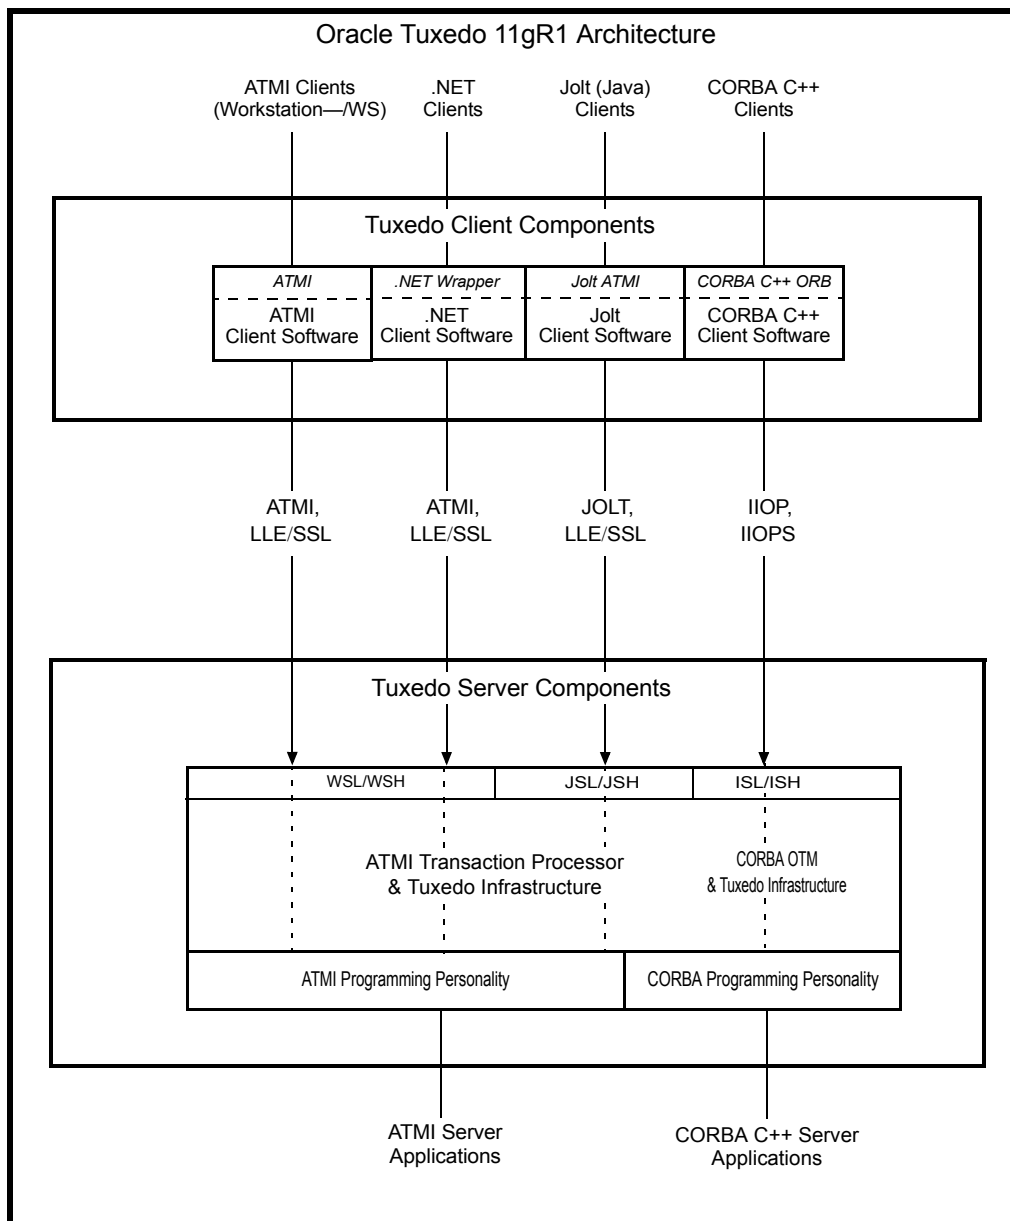 Oracle Tuxedo 11gR1 Architecture
ATMI Clients
(Workstation—/WS)
.NET
Clients
Jolt (Java)
Clients
CORBA C++
Clients
Tuxedo Client Components
ATMI
ATMI
Client Software
.NET Wrapper
.NET
Client Software
Jolt ATMI
Jolt
Client Software
CORBA C++ ORB
CORBA C++
Client Software
ATMI,
LLE/SSL
ATMI,
LLE/SSL
JOLT,
LLE/SSL
IIOP,
IIOPS
Tuxedo Server Components
WSL/WSH
JSL/JSH
ISL/ISH
ATMI Transaction Processor
& Tuxedo Infrastructure
CORBA OTM
& Tuxedo Infrastructure
ATMI Programming Personality
CORBA Programming Personality
ATMI Server
Applications
CORBA C++ Server
Applications